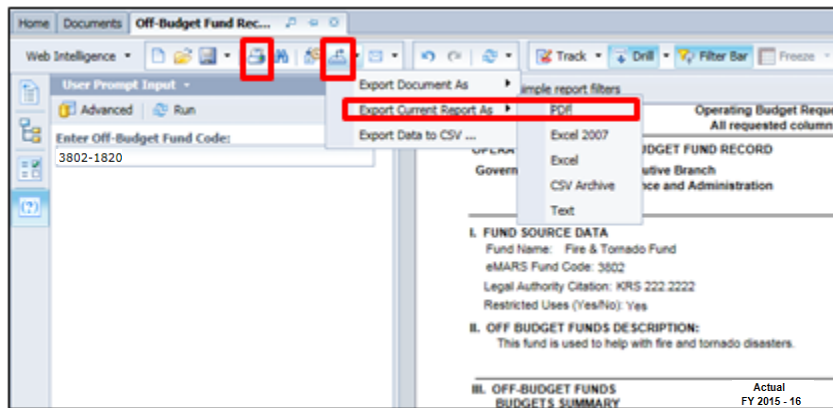 Home Documents Off-Budget Fund Rec...
Web Intelligence Track Drill Filter Bar Freeze
User Prompt Input
Advanced Run
Enter Off-Budget Fund Code:
3802-1820
Export Document As
Export Current Report As
Export Data to CSV ...
PDF
Excel 2007
Excel
CSV Archive
Text
imple report filters
Operating Budget Reque
All requested column
UDGET FUND RECORD
Govern utive Branch
nce and Administration
I. FUND SOURCE DATA
Fund Name: Fire & Tornado Fund
eMARS Fund Code: 3802
Legal Authority Citation: KRS 222.2222
Restricted Uses (Yes/No): Yes
II. OFF BUDGET FUNDS DESCRIPTION:
This fund is used to help with fire and tornado disasters.
III. OFF-BUDGET FUNDS Actual
BUDGETS SUMMARY FY 2015 - 16